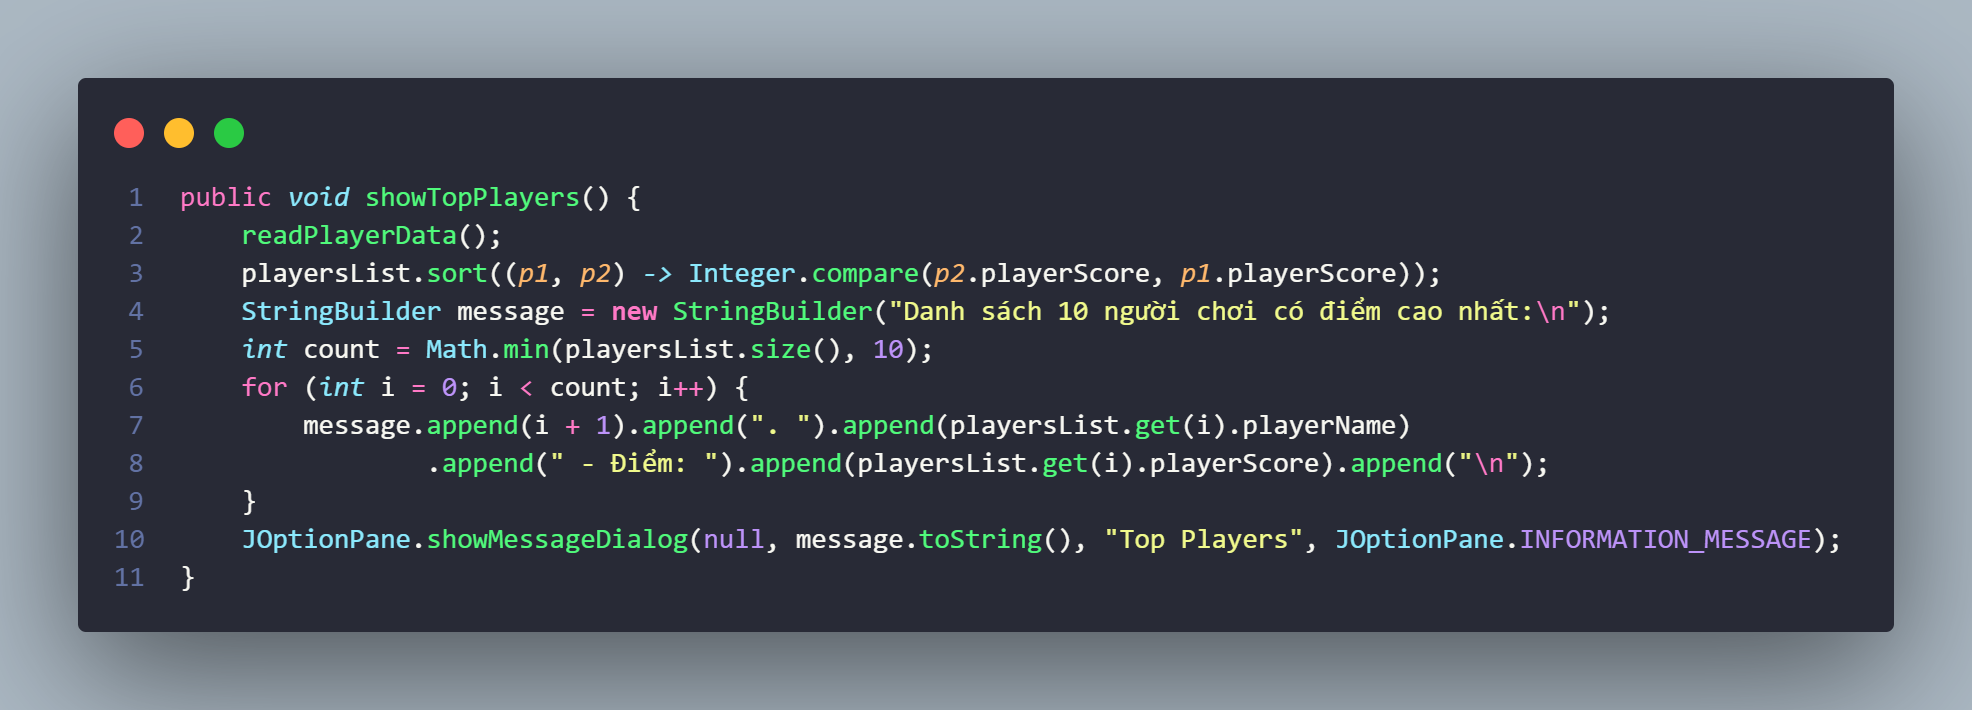 1 public void showTopPlayers() {
2     readPlayerData();
3     playersList.sort((p1, p2) -> Integer.compare(p2.playerScore, p1.playerScore));
4     StringBuilder message = new StringBuilder("Danh sách 10 người chơi có điểm cao nhất:\n");
5     int count = Math.min(playersList.size(), 10);
6     for (int i = 0; i < count; i++) {
7         message.append(i + 1).append(". ").append(playersList.get(i).playerName)
8                 .append(" - Điểm: ").append(playersList.get(i).playerScore).append("\n");
9     }
10     JOptionPane.showMessageDialog(null, message.toString(), "Top Players", JOptionPane.INFORMATION_MESSAGE);
11 }